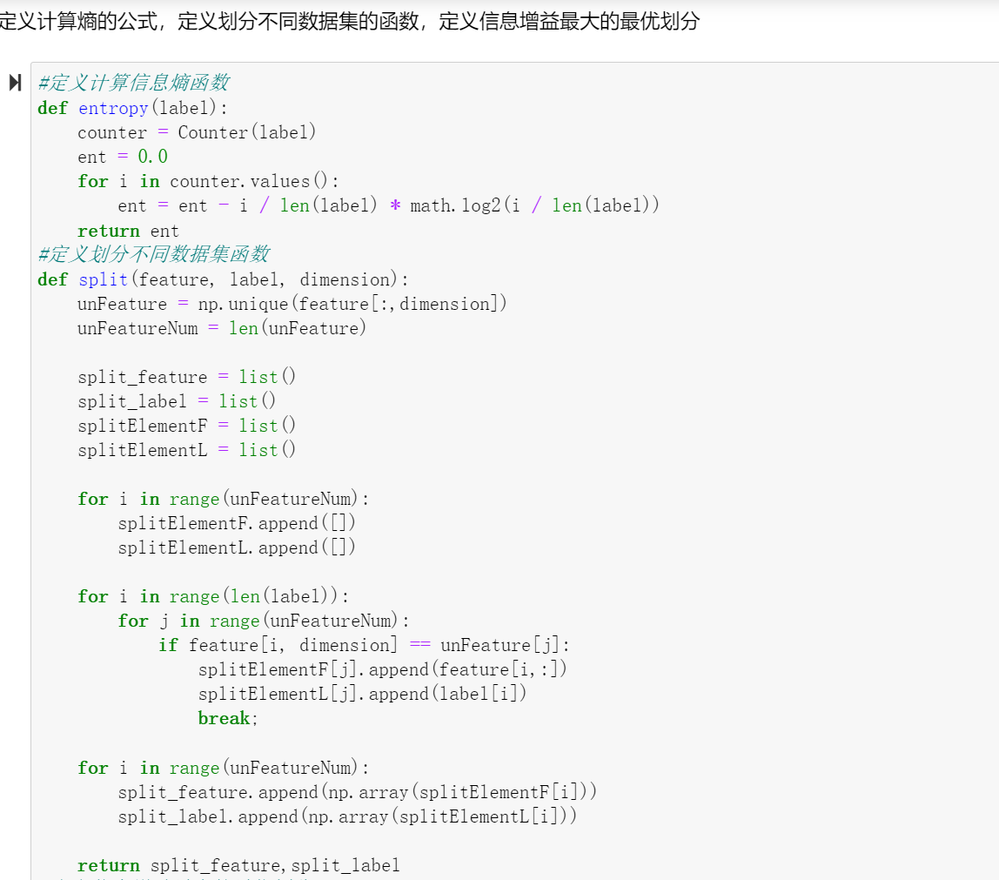 定义计算熵的公式，定义划分不同数据集的函数，定义信息增益最大的最优划分
#定义计算信息熵函数
def entropy(label):
    counter = Counter(label)
    ent = 0.0
    for i in counter.values():
        ent = ent - i / len(label) * math.log2(i / len(label))
    return ent
#定义划分不同数据集函数
def split(feature, label, dimension):
    unFeature = np.unique(feature[:,dimension])
    unFeatureNum = len(unFeature)
    split_feature = list()
    split_label = list()
    splitElementF = list()
    splitElementL = list()
    for i in range(unFeatureNum):
        splitElementF.append([])
        splitElementL.append([])
    for i in range(len(label)):
        for j in range(unFeatureNum):
            if feature[i, dimension] == unFeature[j]:
                splitElementF[j].append(feature[i,:])
                splitElementL[j].append(label[i])
                break;
    for i in range(unFeatureNum):
        split_feature.append(np.array(splitElementF[i]))
        split_label.append(np.array(splitElementL[i]))
    return split_feature,split_label